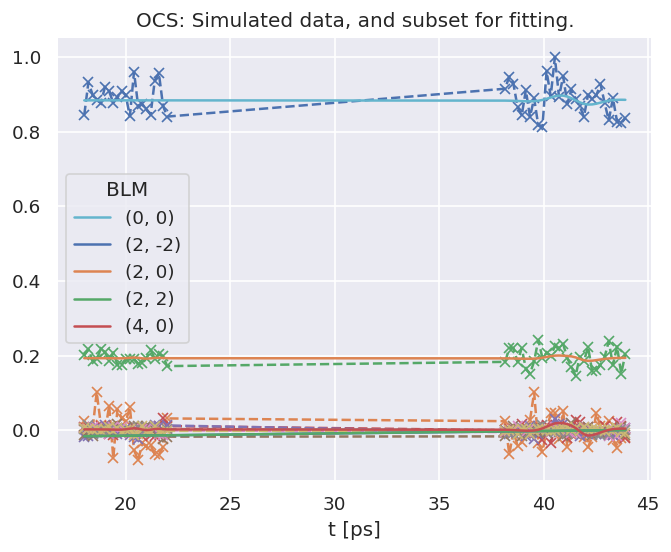 OCS: Simulated data, and subset for fitting.
1.0
0.8
0.6
0.4
0.2
0.0
BLM
(0, 0)
(2, -2)
(2, 0)
(2, 2)
(4, 0)
20 25 30 35 40 45
t [ps]